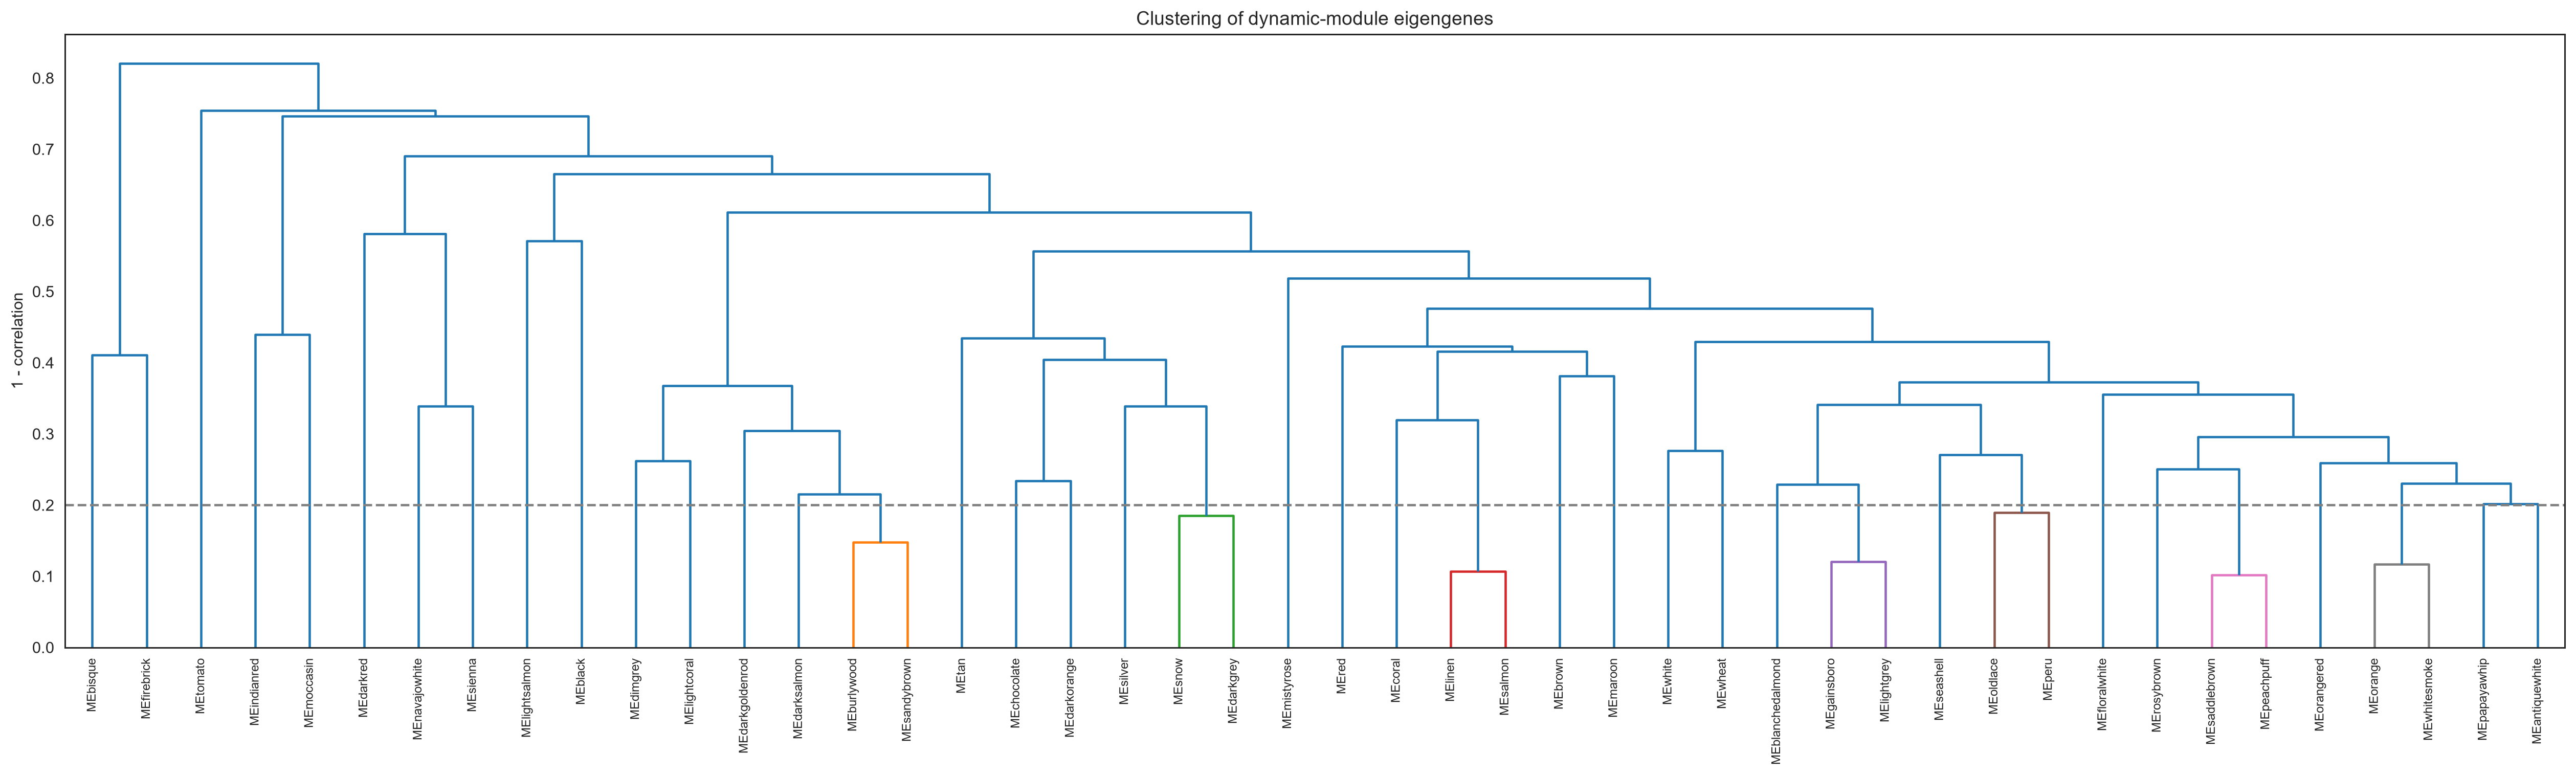 Clustering of dynamic-module eigengenes
1 - correlation
0.8
0.7
0.6
0.5
0.4
0.3
0.2
0.1
0.0
MEbisque
MEfirebrick
MEtomato
MEindianred
MEmoccasin
MEdarkred
MEnavajowhite
MEsienna
MElightsalmon
MEblack
MEdimgrey
MElightcoral
MEdarkgoldenrod
MEdarksalmon
MEburlywood
MEsandybrown
MEtan
MEchocolate
MEdarkorange
MEsilver
MEsnow
MEdarkgrey
MEmistyrose
MEred
MEcoral
MElinen
MEsalmon
MEbrown
MEmaroon
MEwhite
MEwheat
MEblanchedalmond
MEgainsboro
MElightgrey
MEseashell
MEoldlace
MEperu
MEfloralwhite
MErosybrown
MEsaddlebrown
MEpeachpuff
MEorangered
MEorange
MEwhitesmoke
MEpapayawhip
MEantiquewhite